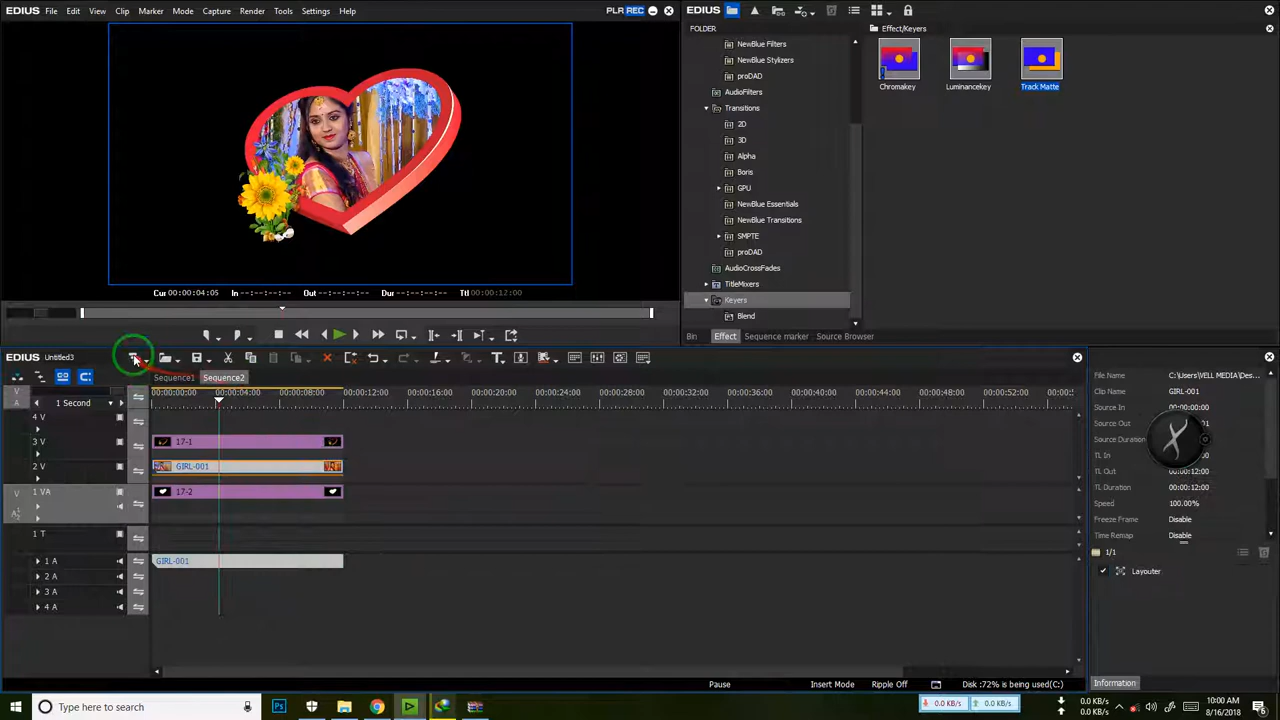 EDIUS File Edit View Clip Marker Mode Capture Render Tools Settings Help PLR REC
EDIUS
FOLDER
Effect/Keyers
NewBlue Filters
NewBlue Stylizers
proDAD
AudioFilters
Transitions
2D
3D
Alpha
Boris
GPU
NewBlue Essentials
NewBlue Transitions
SMPTE
proDAD
AudioCrossFades
TitleMixers
Keyers
Blend
Chromakey
Luminancekey
Track Matte
Cur 00:00:04:05 In --:--:--:-- Out --:--:--:-- Dur --:--:--:-- Ttl 00:00:12:00
Bin Effect Sequence marker Source Browser
EDIUS Untitled3
Sequence1 Sequence2
1 Second
00:00:00:00 00:00:04:00 00:00:08:00 00:00:12:00 00:00:16:00 00:00:20:00 00:00:24:00 00:00:28:00 00:00:32:00 00:00:36:00 00:00:40:00 00:00:44:00 00:00:48:00 00:00:52:00
V
A
4 V
3 V 17-1
2 V GIRL-001
V 1 VA 17-2
1 T
1 A GIRL-001
2 A
3 A
4 A
File Name C:\Users\VELL MEDIA\Des...
Clip Name GIRL-001
Source In 00:00:00:00
Source Out
Source Duration
TL In
TL Out 00:00:12:00
TL Duration 00:00:12:00
Speed 100.00%
Freeze Frame Disable
Time Remap Disable
1/1
Layouter
Information
Pause Insert Mode Ripple Off Disk :72% is being used(C:)
Type here to search
Ps
0.0 KB/s 0.0 KB/s
0.0 KB/s
0.0 KB/s
10:00 AM
8/16/2018